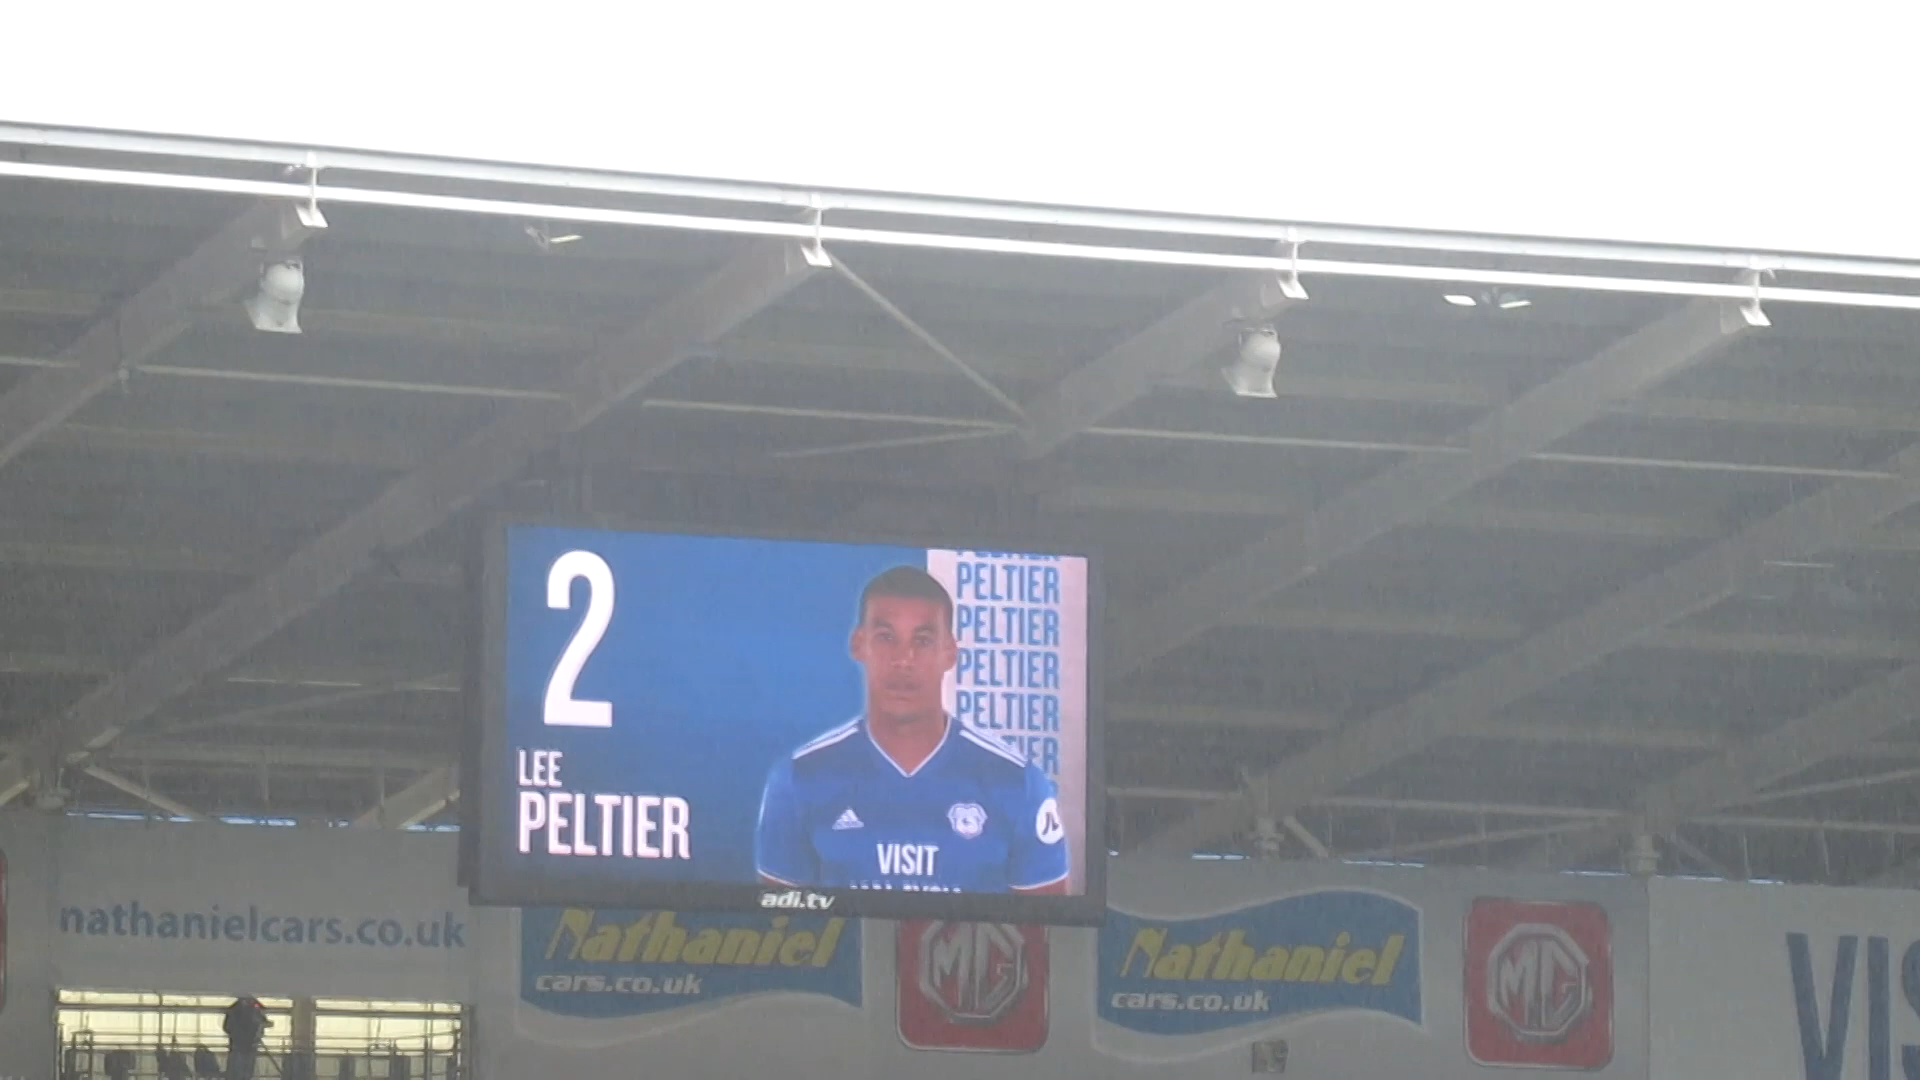 2
LEE
PELTIER
PELTIER
PELTIER
PELTIER
PELTIER
VISIT
adi.tv
nathanielcars.co.uk
Nathaniel
cars.co.uk
MG
Nathaniel
cars.co.uk
MG
VIS